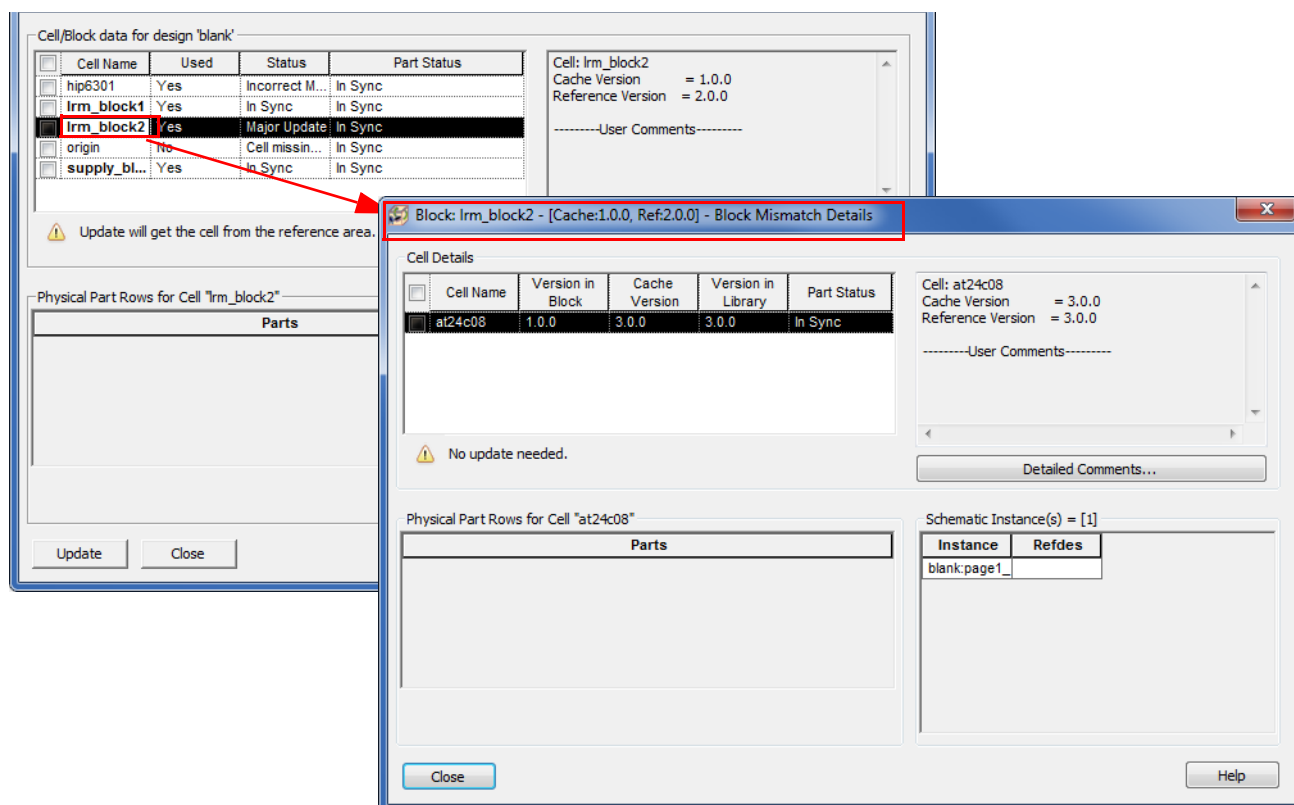 Cell/Block data for design 'blank'
Cell Name Used Status Part Status
hip6301 Yes Incorrect M... In Sync
lrm_block1 Yes In Sync In Sync
lrm_block2 Yes Major Update In Sync
origin No Cell missin... In Sync
supply_bl... Yes In Sync In Sync
Cell: lrm_block2
Cache Version = 1.0.0
Reference Version = 2.0.0
---------User Comments---------
Update will get the cell from the reference area.
Physical Part Rows for Cell "lrm_block2"
Parts
Update Close
Block: lrm_block2 - [Cache:1.0.0, Ref:2.0.0] - Block Mismatch Details
Cell Details
Cell Name Version in Block Cache Version Version in Library Part Status
at24c08 1.0.0 3.0.0 3.0.0 In Sync
Cell: at24c08
Cache Version = 3.0.0
Reference Version = 3.0.0
---------User Comments---------
No update needed.
Detailed Comments...
Physical Part Rows for Cell "at24c08"
Parts
Schematic Instance(s) = [1]
Instance Refdes
blank:page1_
Close
Help